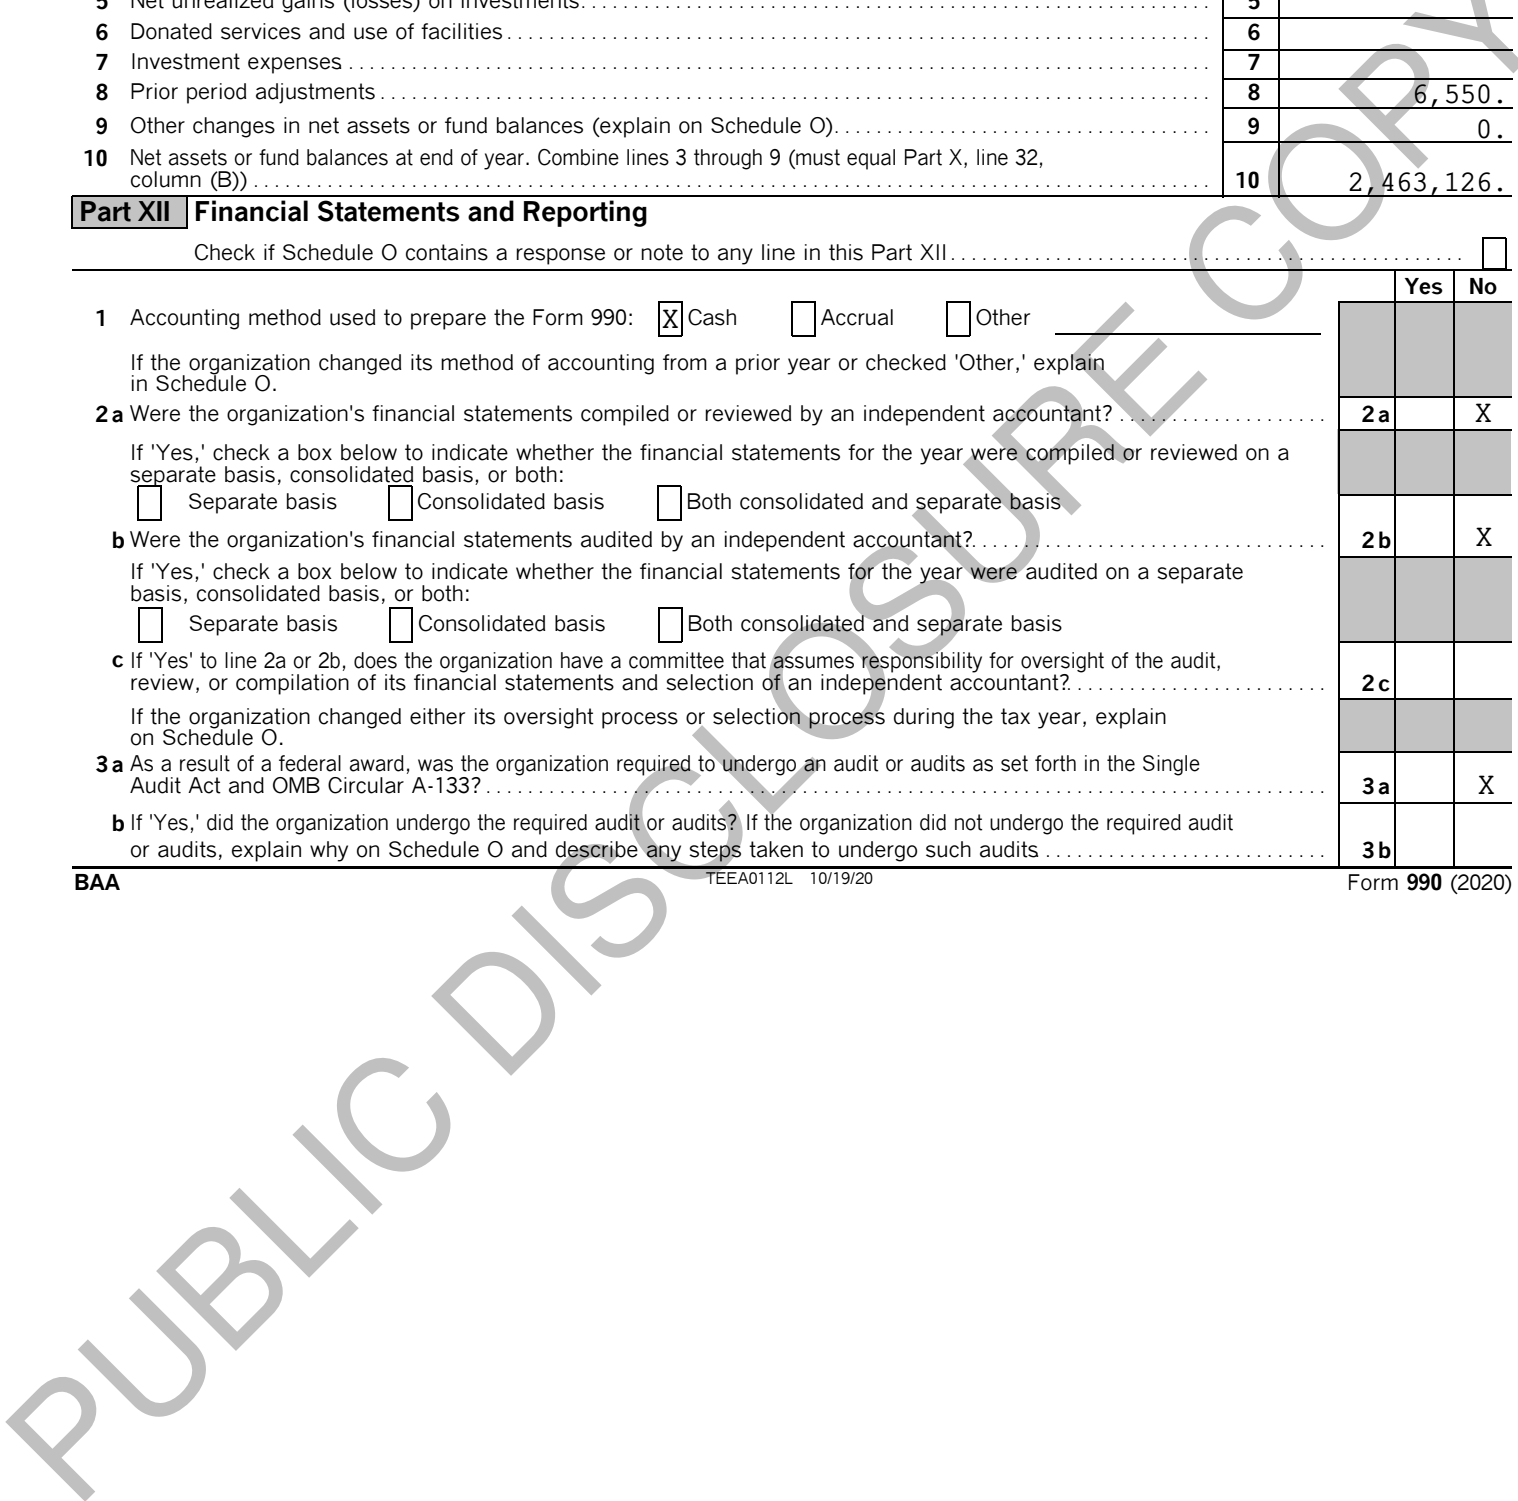 5 Net unrealized gains (losses) on investments 5
6 Donated services and use of facilities 6
7 Investment expenses 7
8 Prior period adjustments 8 6,550.
9 Other changes in net assets or fund balances (explain on Schedule O) 9 0.
10 Net assets or fund balances at end of year. Combine lines 3 through 9 (must equal Part X, line 32,
column (B)) 10 2,463,126.
Part XII Financial Statements and Reporting
Check if Schedule O contains a response or note to any line in this Part XII
Yes No
1 Accounting method used to prepare the Form 990: X Cash Accrual Other
If the organization changed its method of accounting from a prior year or checked 'Other,' explain
in Schedule O.
2a Were the organization's financial statements compiled or reviewed by an independent accountant? 2a X
If 'Yes,' check a box below to indicate whether the financial statements for the year were compiled or reviewed on a
separate basis, consolidated basis, or both:
Separate basis Consolidated basis Both consolidated and separate basis
b Were the organization's financial statements audited by an independent accountant? 2b X
If 'Yes,' check a box below to indicate whether the financial statements for the year were audited on a separate
basis, consolidated basis, or both:
Separate basis Consolidated basis Both consolidated and separate basis
c If 'Yes' to line 2a or 2b, does the organization have a committee that assumes responsibility for oversight of the audit,
review, or compilation of its financial statements and selection of an independent accountant? 2c
If the organization changed either its oversight process or selection process during the tax year, explain
on Schedule O.
3a As a result of a federal award, was the organization required to undergo an audit or audits as set forth in the Single
Audit Act and OMB Circular A-133? 3a X
b If 'Yes,' did the organization undergo the required audit or audits? If the organization did not undergo the required audit
or audits, explain why on Schedule O and describe any steps taken to undergo such audits 3b
BAA TEEA0112L 10/19/20 Form 990 (2020)
PUBLIC DISCLOSURE COPY